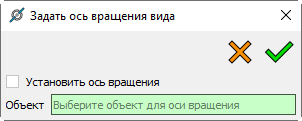 Задать ось вращения вида
Установить ось вращения
Объект Выберите объект для оси вращения